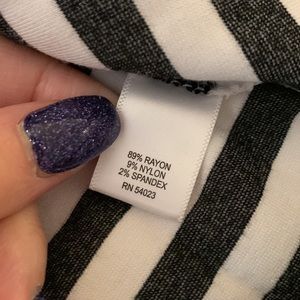 89% RAYON
9% NYLON
2% SPANDEX
RN 54023